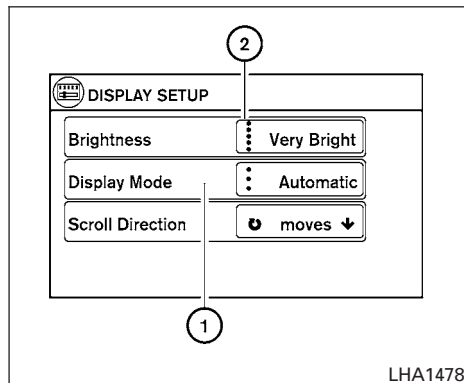 2
DISPLAY SETUP
Brightness Very Bright
Display Mode Automatic
Scroll Direction moves
1
LHA1478